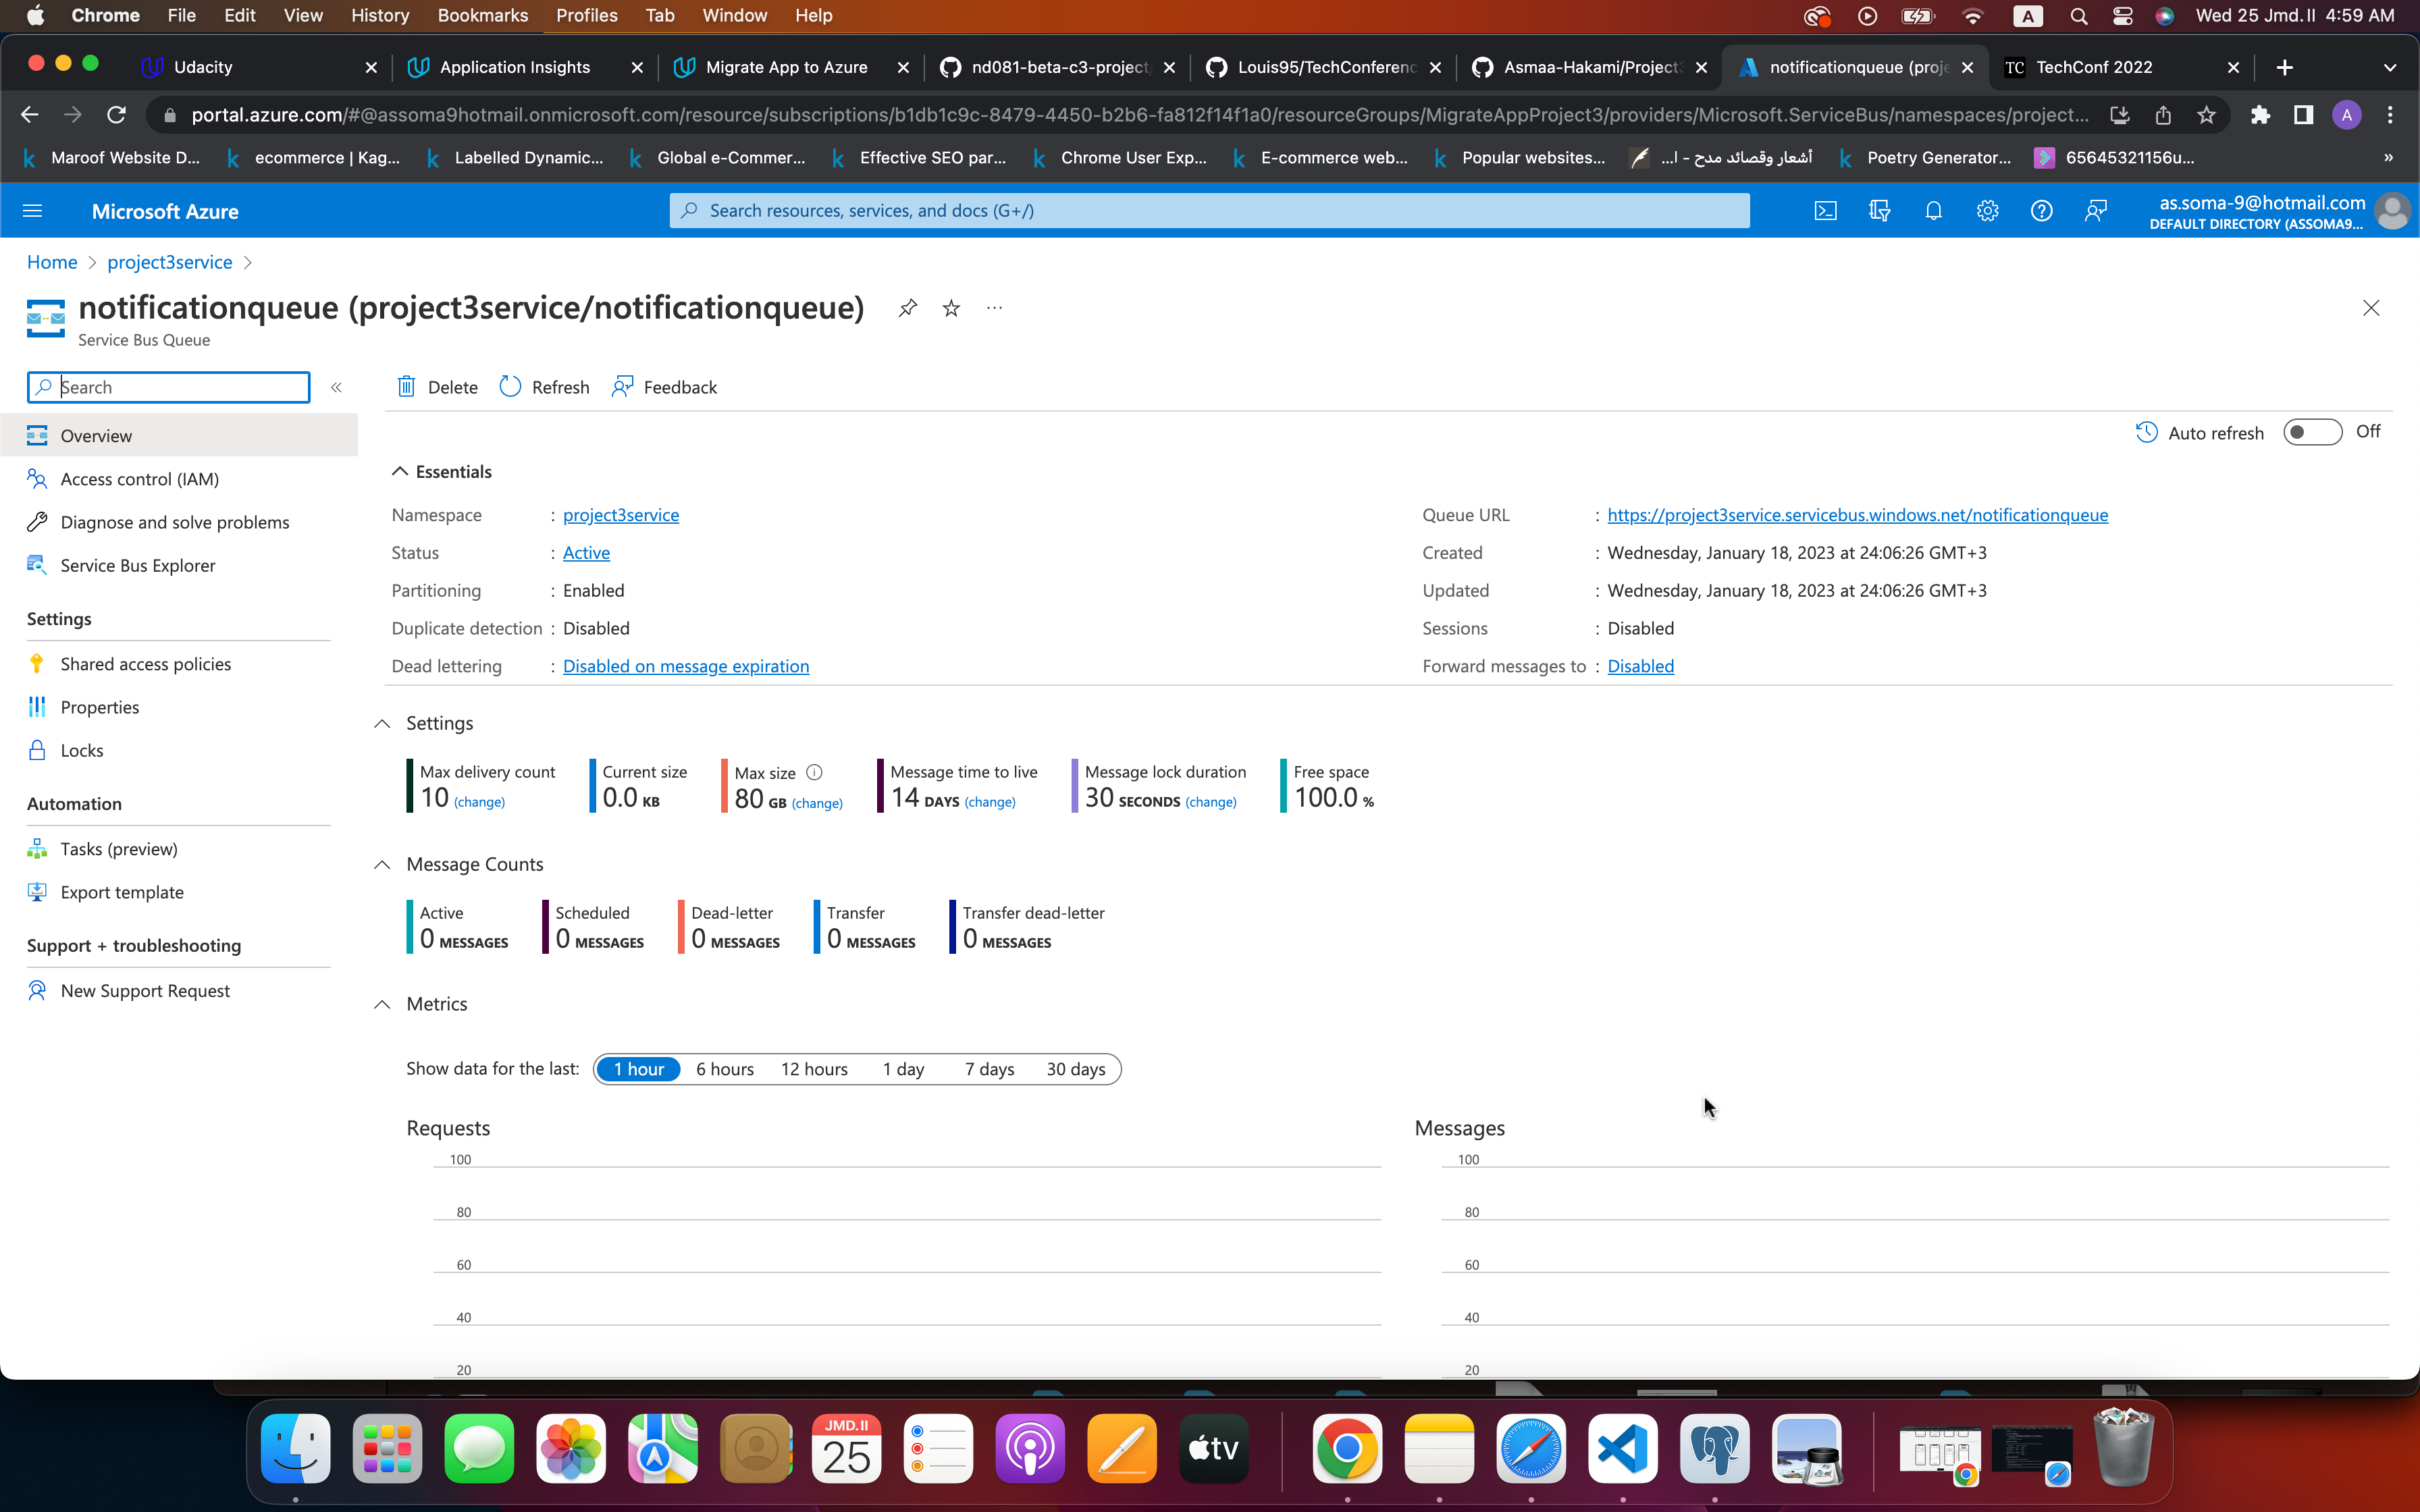 Chrome File Edit View History Bookmarks Profiles Tab Window Help A Wed 25 Jmd.II 4:59 AM
Udacity Application Insights Migrate App to Azure nd081-beta-c3-project, Louis95/TechConferenc Asmaa-Hakami/Project3 notificationqueue (proje TC TechConf 2022
portal.azure.com/#@assoma9hotmail.onmicrosoft.com/resource/subscriptions/b1db1c9c-8479-4450-b2b6-fa812f14f1a0/resourceGroups/MigrateAppProject3/providers/Microsoft.ServiceBus/namespaces/project... A
k Maroof Website D... k ecommerce | Kag... k Labelled Dynamic... k Global e-Commer... k Effective SEO par... k Chrome User Exp... k E-commerce web... k Popular websites... أشعار وقصائد مدح - ا... k Poetry Generator... 65645321156u... »
Microsoft Azure Search resources, services, and docs (G+/) as.soma-9@hotmail.com
DEFAULT DIRECTORY (ASSOMA9...
Home > project3service >
notificationqueue (project3service/notificationqueue) ...
Service Bus Queue
Search « Delete Refresh Feedback
Overview
Auto refresh Off
Access control (IAM)
Diagnose and solve problems
Service Bus Explorer
Settings
Shared access policies
Properties
Locks
Automation
Tasks (preview)
Export template
Support + troubleshooting
New Support Request
Essentials
Namespace : project3service
Status : Active
Partitioning : Enabled
Duplicate detection : Disabled
Dead lettering : Disabled on message expiration
Queue URL : https://project3service.servicebus.windows.net/notificationqueue
Created : Wednesday, January 18, 2023 at 24:06:26 GMT+3
Updated : Wednesday, January 18, 2023 at 24:06:26 GMT+3
Sessions : Disabled
Forward messages to : Disabled
Settings
Max delivery count Current size Max size Message time to live Message lock duration Free space
10 (change) 0.0 KB 80 GB (change) 14 DAYS (change) 30 SECONDS (change) 100.0 %
Message Counts
Active Scheduled Dead-letter Transfer Transfer dead-letter
0 MESSAGES 0 MESSAGES 0 MESSAGES 0 MESSAGES 0 MESSAGES
Metrics
Show data for the last: 1 hour 6 hours 12 hours 1 day 7 days 30 days
Requests Messages
100 100
80 80
60 60
40 40
20 20
JMD.II
25
tv